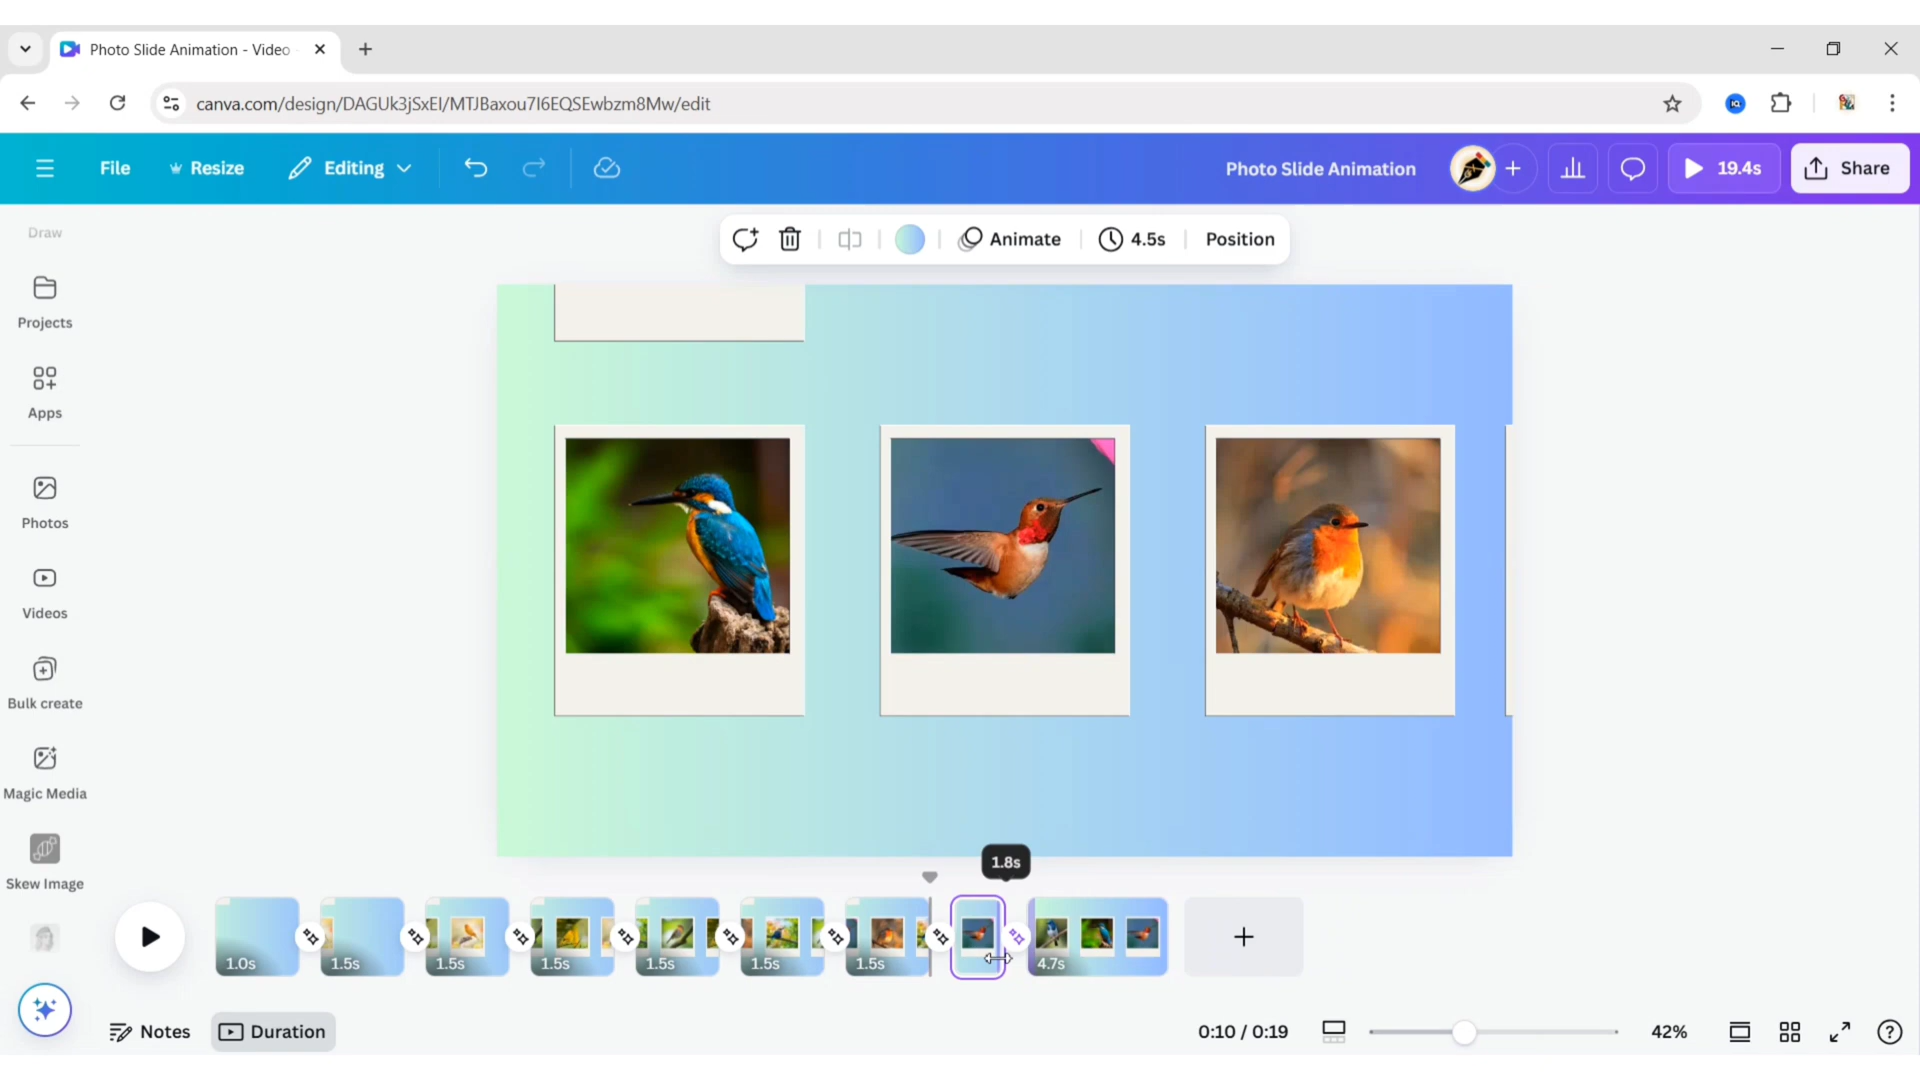 Photo Slide Animation - Video
canva.com/design/DAGUk3jSxEI/MTJBaxou7I6EQSEwbzm8Mw/edit
File
Resize
Editing
Photo Slide Animation
19.4s
Share
Draw
Animate
4.5s
Position
Projects
Apps
Photos
Videos
Bulk create
Magic Media
Skew Image
1.8s
1.0s
1.5s
1.5s
1.5s
1.5s
1.5s
1.5s
4.7s
Notes
Duration
0:10 / 0:19
42%